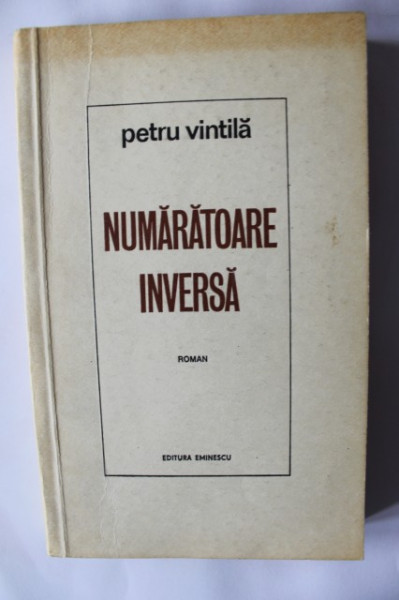 petru vintilă
NUMĂRĂTOARE
INVERSĂ
ROMAN
EDITURA EMINESCU